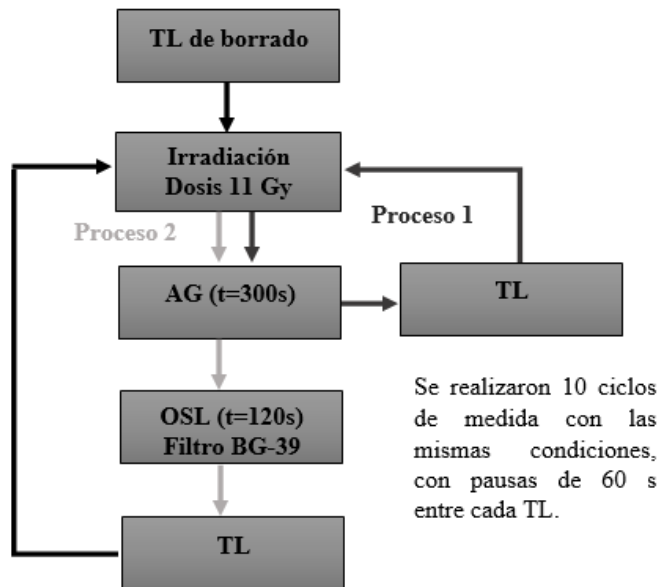 TL de borrado
Irradiación
Dosis 11 Gy
Proceso 2
Proceso 1
AG (t=300s)
TL
OSL (t=120s)
Filtro BG-39
TL
Se realizaron 10 ciclos
de medida con las
mismas condiciones,
con pausas de 60 s
entre cada TL.